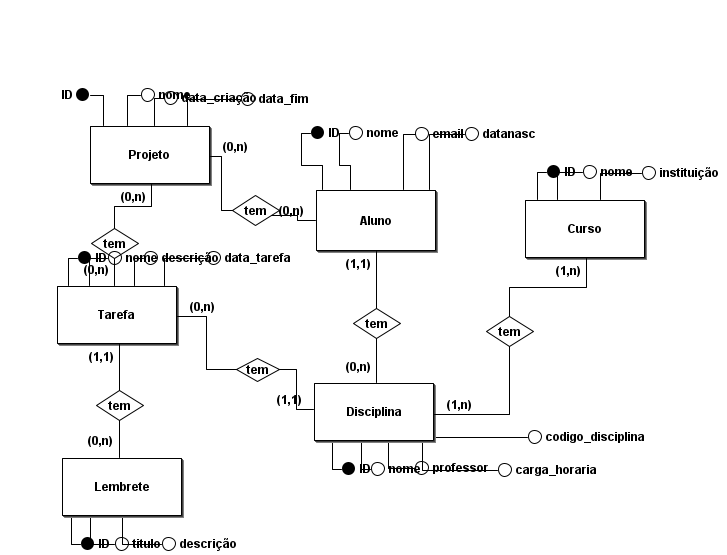 ID nome data_criação data_fim
Projeto
(0,n)
(0,n)
tem
(0,n)
ID nome email datanasc
Aluno
(1,1)
ID nome instituição
Curso
(1,n)
tem
(0,n)
ID nome descrição data_tarefa
Tarefa
(0,n)
(1,1)
tem
(1,1)
tem
(0,n)
tem
(1,n)
tem
(0,n)
Disciplina
codigo_disciplina
ID nome professor carga_horaria
Lembrete
ID titulo descrição